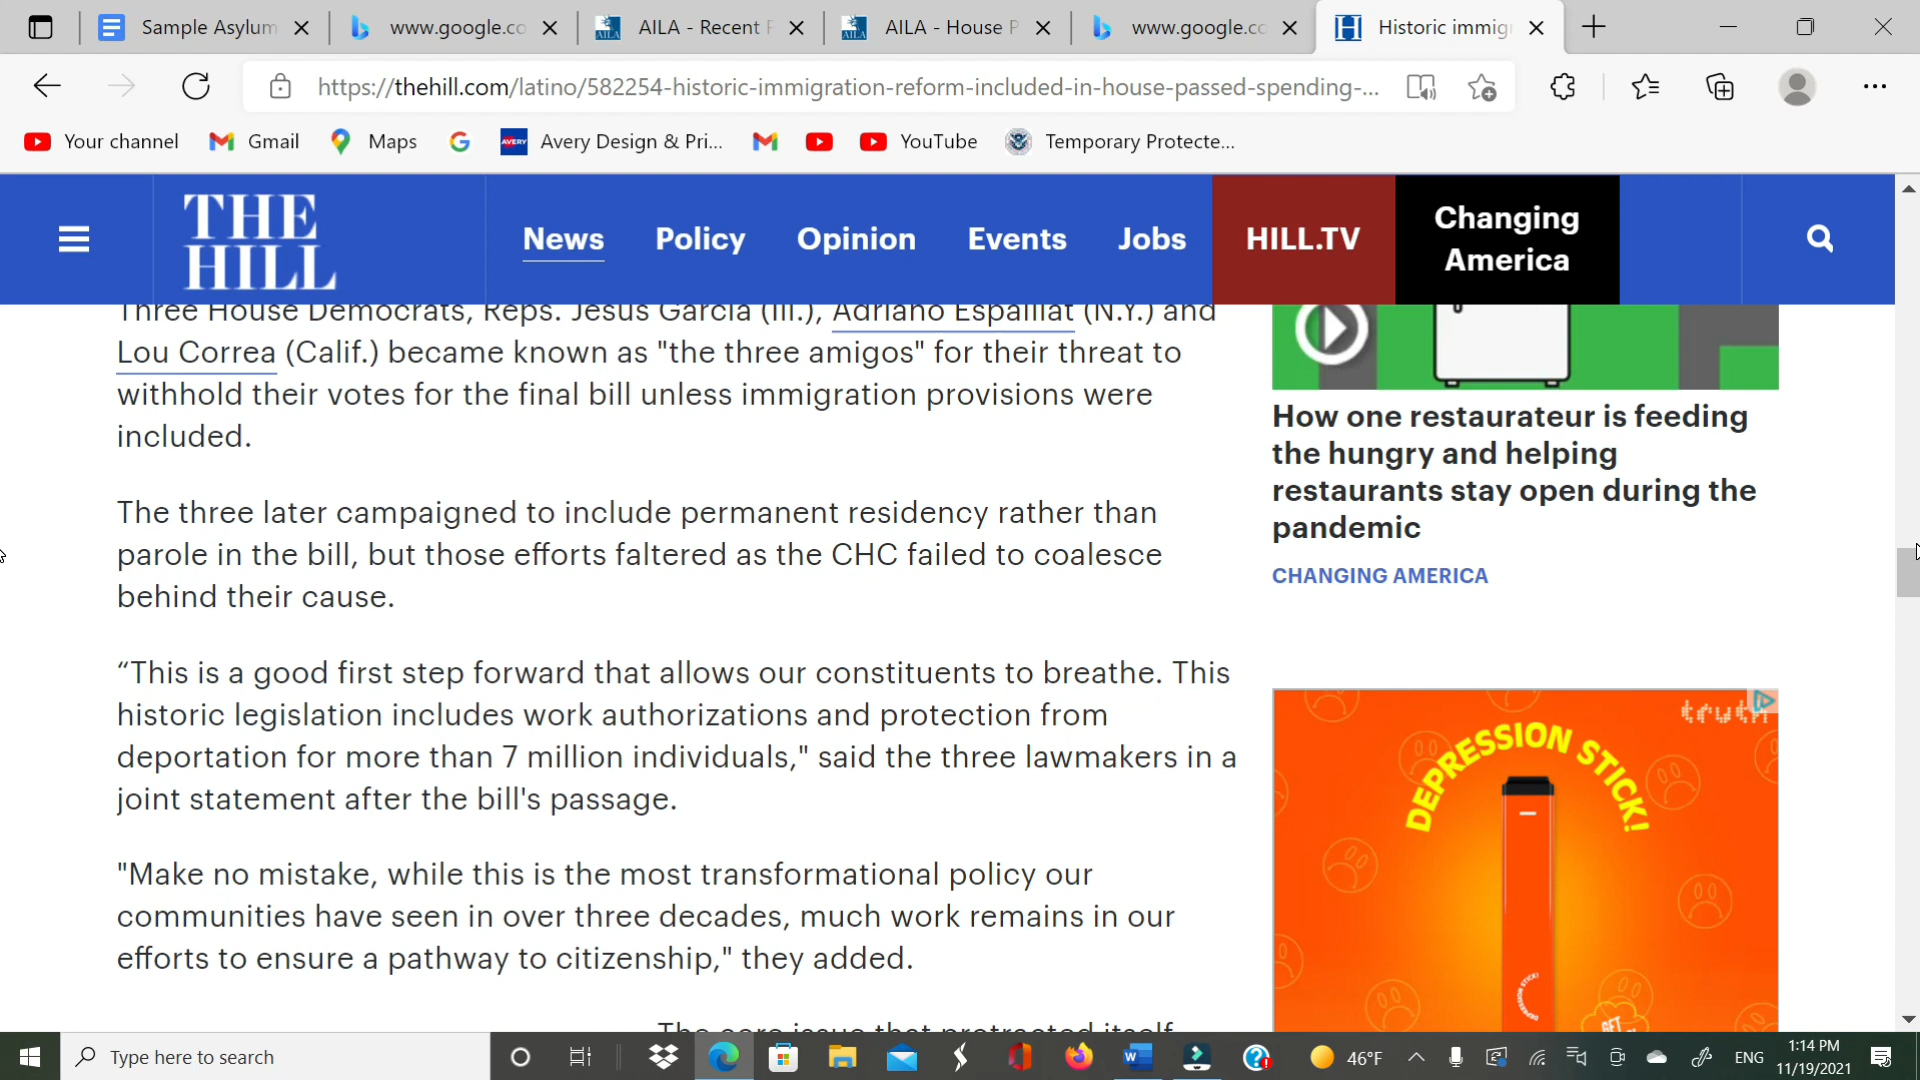 Sample Asylum
www.google.co
AILA - Recent P
AILA - House P
www.google.co
Historic immig
https://thehill.com/latino/582254-historic-immigration-reform-included-in-house-passed-spending-...
Your channel
Gmail
Maps
AVERY
Avery Design & Pri...
YouTube
Temporary Protecte...
THE
HILL
News
Policy
Opinion
Events
Jobs
HILL.TV
Changing
America
Three House Democrats, Reps. Jesús García (Ill.), Adriano Espaillat (N.Y.) and
Lou Correa (Calif.) became known as "the three amigos" for their threat to
withhold their votes for the final bill unless immigration provisions were
included.
The three later campaigned to include permanent residency rather than
parole in the bill, but those efforts faltered as the CHC failed to coalesce
behind their cause.
“This is a good first step forward that allows our constituents to breathe. This
historic legislation includes work authorizations and protection from
deportation for more than 7 million individuals," said the three lawmakers in a
joint statement after the bill's passage.
"Make no mistake, while this is the most transformational policy our
communities have seen in over three decades, much work remains in our
efforts to ensure a pathway to citizenship," they added.
The core issue that protracted itself
How one restaurateur is feeding
the hungry and helping
restaurants stay open during the
pandemic
CHANGING AMERICA
truth
DEPRESSION STICK!
DEPRESSION STICK!
GET
Type here to search
46°F
ENG
1:14 PM
11/19/2021